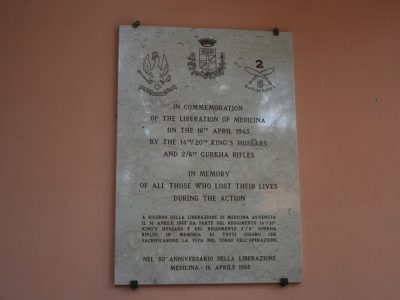 2
IN COMMEMORATION
OF THE LIBERATION OF MEDICINA
ON THE 16TH APRIL 1945
BY THE 14TH/20TH KING'S HUSSARS
AND 2/6TH GURKHA RIFLES
IN MEMORY
OF ALL THOSE WHO LOST THEIR LIVES
DURING THE ACTION
A RICORDO DELLA LIBERAZIONE DI MEDICINA AVVENUTA
IL 16 APRILE 1945 DA PARTE DEL REGGIMENTO 14°/20°
KING'S HUSSARS E DEL REGGIMENTO 2°/6° GURKHA
RIFLES, IN MEMORIA DI TUTTI COLORO CHE
SACRIFICARONO LA VITA NEL CORSO DELL'OPERAZIONE.
NEL 50° ANNIVERSARIO DELLA LIBERAZIONE
MEDICINA - 16 APRILE 1995